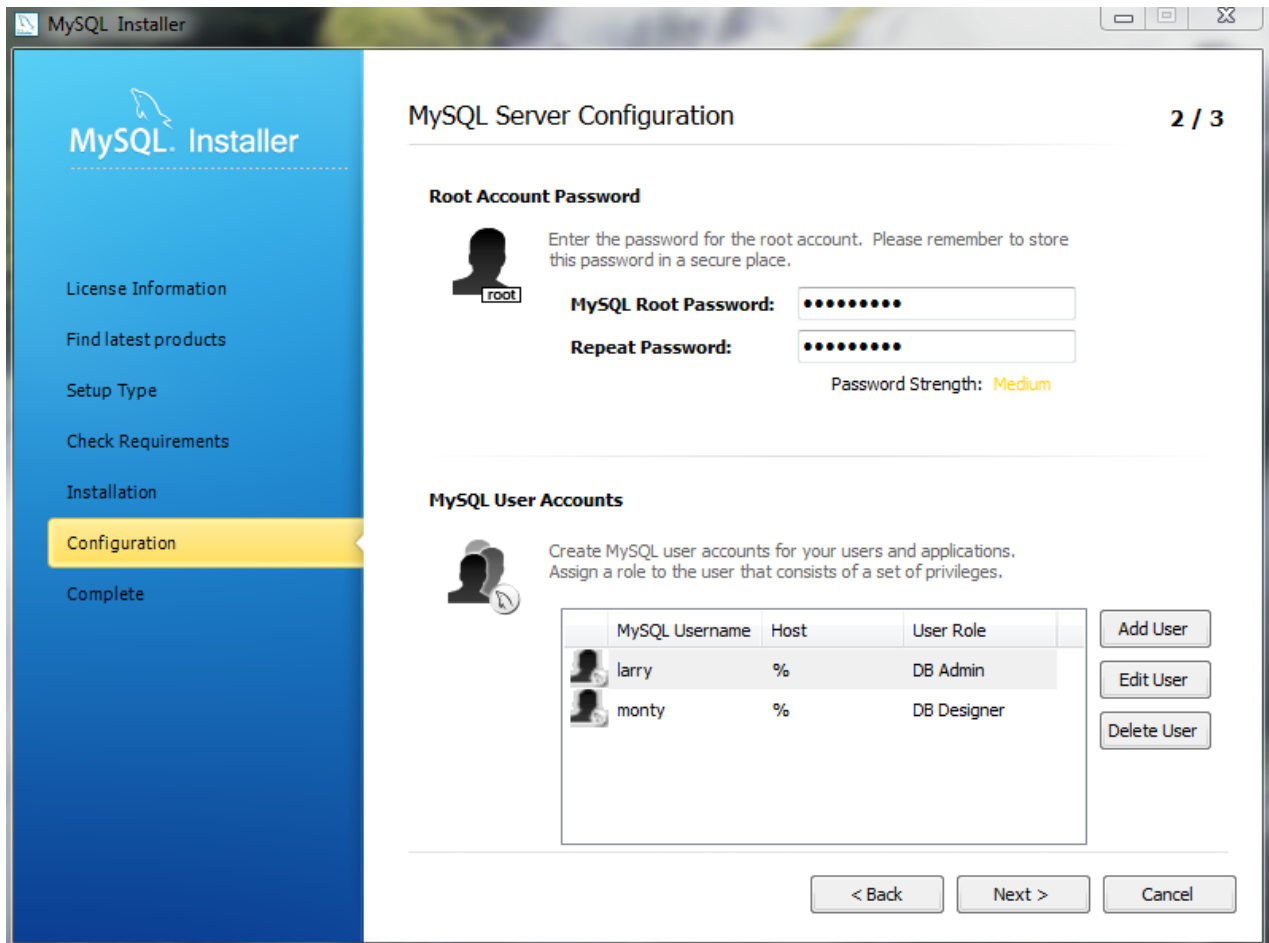 MySQL Installer
MySQL. Installer
License Information
Find latest products
Setup Type
Check Requirements
Installation
Configuration
Complete
MySQL Server Configuration
2 / 3
Root Account Password
Enter the password for the root account. Please remember to store
this password in a secure place.
root
MySQL Root Password: •••••••••
Repeat Password: •••••••••
Password Strength: Medium
MySQL User Accounts
Create MySQL user accounts for your users and applications.
Assign a role to the user that consists of a set of privileges.
MySQL Username Host User Role
larry % DB Admin
monty % DB Designer
Add User
Edit User
Delete User
< Back Next > Cancel